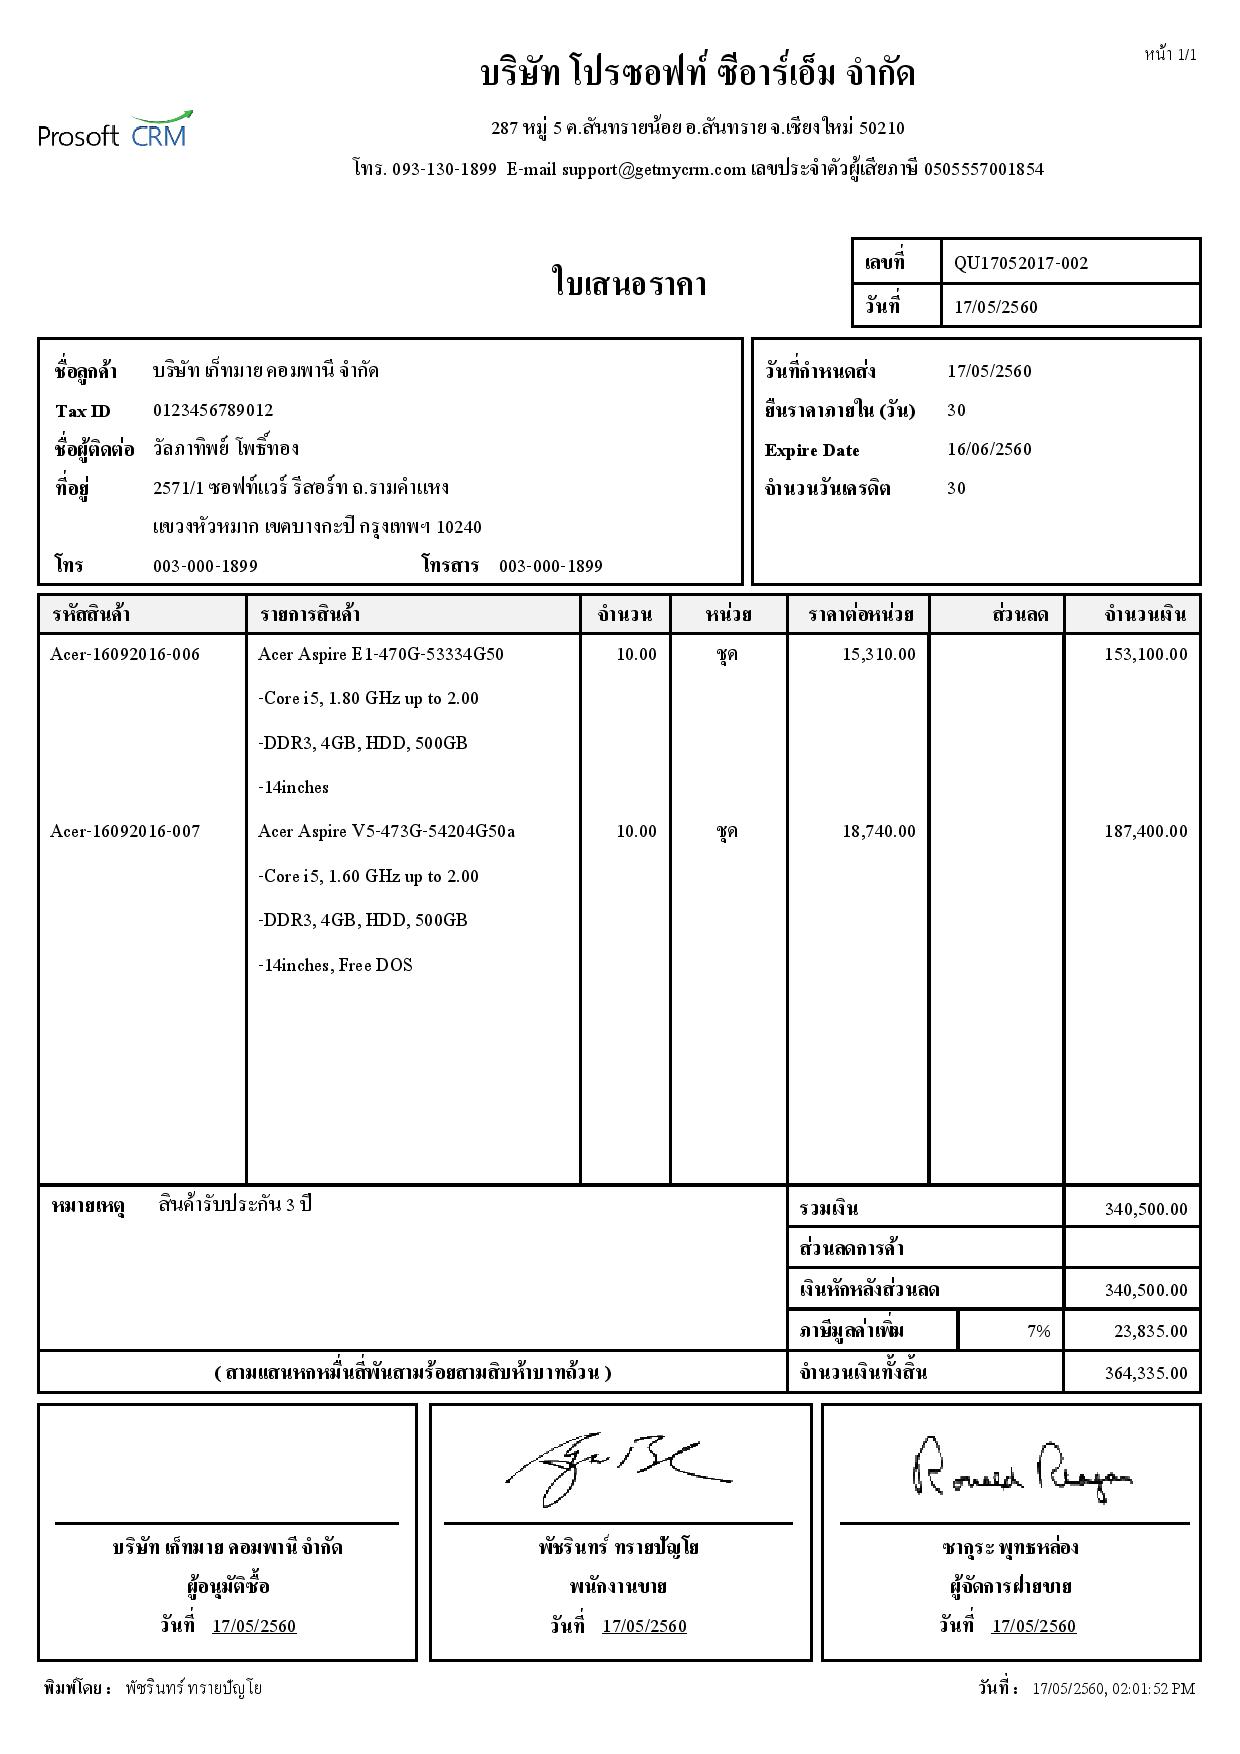 หน้า 1/1
บริษัท โปรซอฟท์ ซีอาร์เอ็ม จำกัด
Prosoft CRM
287 หมู่ 5 ต.สันทรายน้อย อ.สันทราย จ.เชียงใหม่ 50210
โทร. 093-130-1899 E-mail support@getmycrm.com เลขประจำตัวผู้เสียภาษี 0505557001854
ใบเสนอราคา
เลขที่ QU17052017-002
วันที่ 17/05/2560
ชื่อลูกค้า บริษัท เก็ทมาย คอมพานี จำกัด
Tax ID 0123456789012
ชื่อผู้ติดต่อ วัลภาทิพย์ โพธิ์ทอง
ที่อยู่ 2571/1 ซอฟท์แวร์ รีสอร์ท ถ.รามคำแหง
แขวงหัวหมาก เขตบางกะปิ กรุงเทพฯ 10240
โทร 003-000-1899 โทรสาร 003-000-1899
วันที่กำหนดส่ง 17/05/2560
ยืนราคาภายใน (วัน) 30
Expire Date 16/06/2560
จำนวนวันเครดิต 30
รหัสสินค้า รายการสินค้า จำนวน หน่วย ราคาต่อหน่วย ส่วนลด จำนวนเงิน
Acer-16092016-006 Acer Aspire E1-470G-53334G50 10.00 ชุด 15,310.00 153,100.00
-Core i5, 1.80 GHz up to 2.00
-DDR3, 4GB, HDD, 500GB
-14inches
Acer-16092016-007 Acer Aspire V5-473G-54204G50a 10.00 ชุด 18,740.00 187,400.00
-Core i5, 1.60 GHz up to 2.00
-DDR3, 4GB, HDD, 500GB
-14inches, Free DOS
หมายเหตุ สินค้ารับประกัน 3 ปี
รวมเงิน 340,500.00
ส่วนลดการค้า
เงินหักหลังส่วนลด 340,500.00
ภาษีมูลค่าเพิ่ม 7% 23,835.00
( สามแสนหกหมื่นสี่พันสามร้อยสามสิบห้าบาทถ้วน ) จำนวนเงินทั้งสิ้น 364,335.00
Ronald Reagan
บริษัท เก็ทมาย คอมพานี จำกัด
ผู้อนุมัติซื้อ
วันที่ 17/05/2560
พัชรินทร์ ทรายปัญโย
พนักงานขาย
วันที่ 17/05/2560
ซากุระ พุทธหล่อง
ผู้จัดการฝ่ายขาย
วันที่ 17/05/2560
พิมพ์โดย : พัชรินทร์ ทรายปัญโย
วันที่ : 17/05/2560, 02:01:52 PM